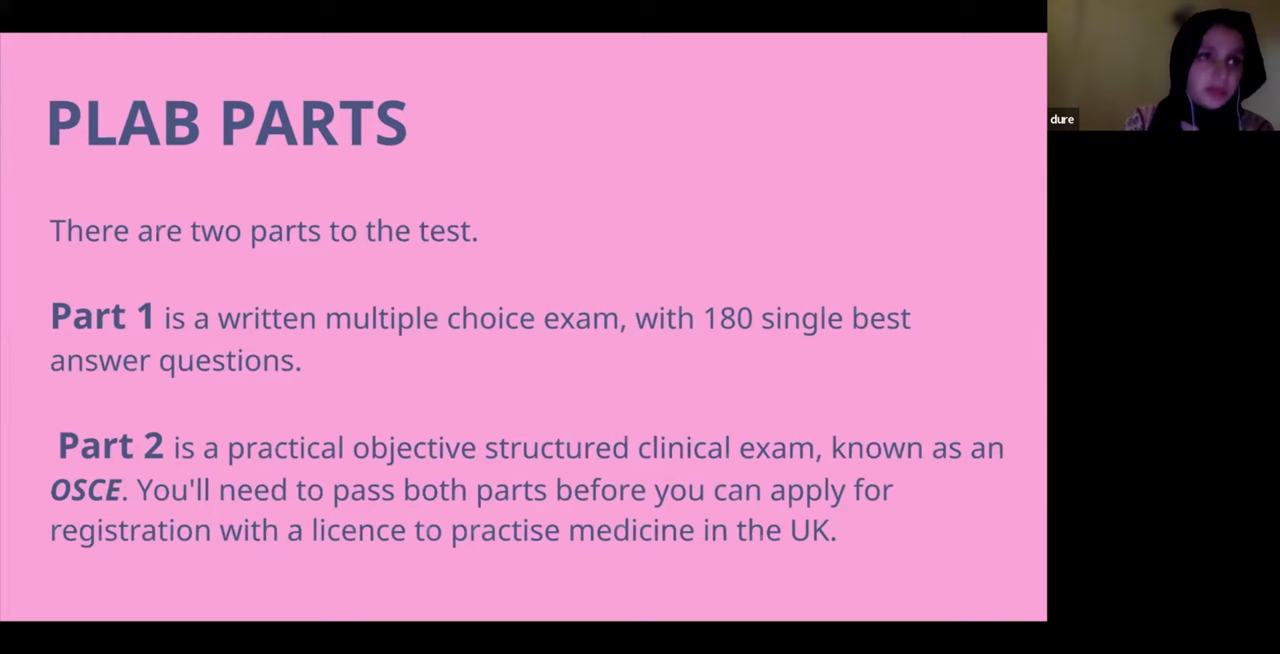 PLAB PARTS
There are two parts to the test.
Part 1 is a written multiple choice exam, with 180 single best
answer questions.
Part 2 is a practical objective structured clinical exam, known as an
OSCE. You'll need to pass both parts before you can apply for
registration with a licence to practise medicine in the UK.
dure